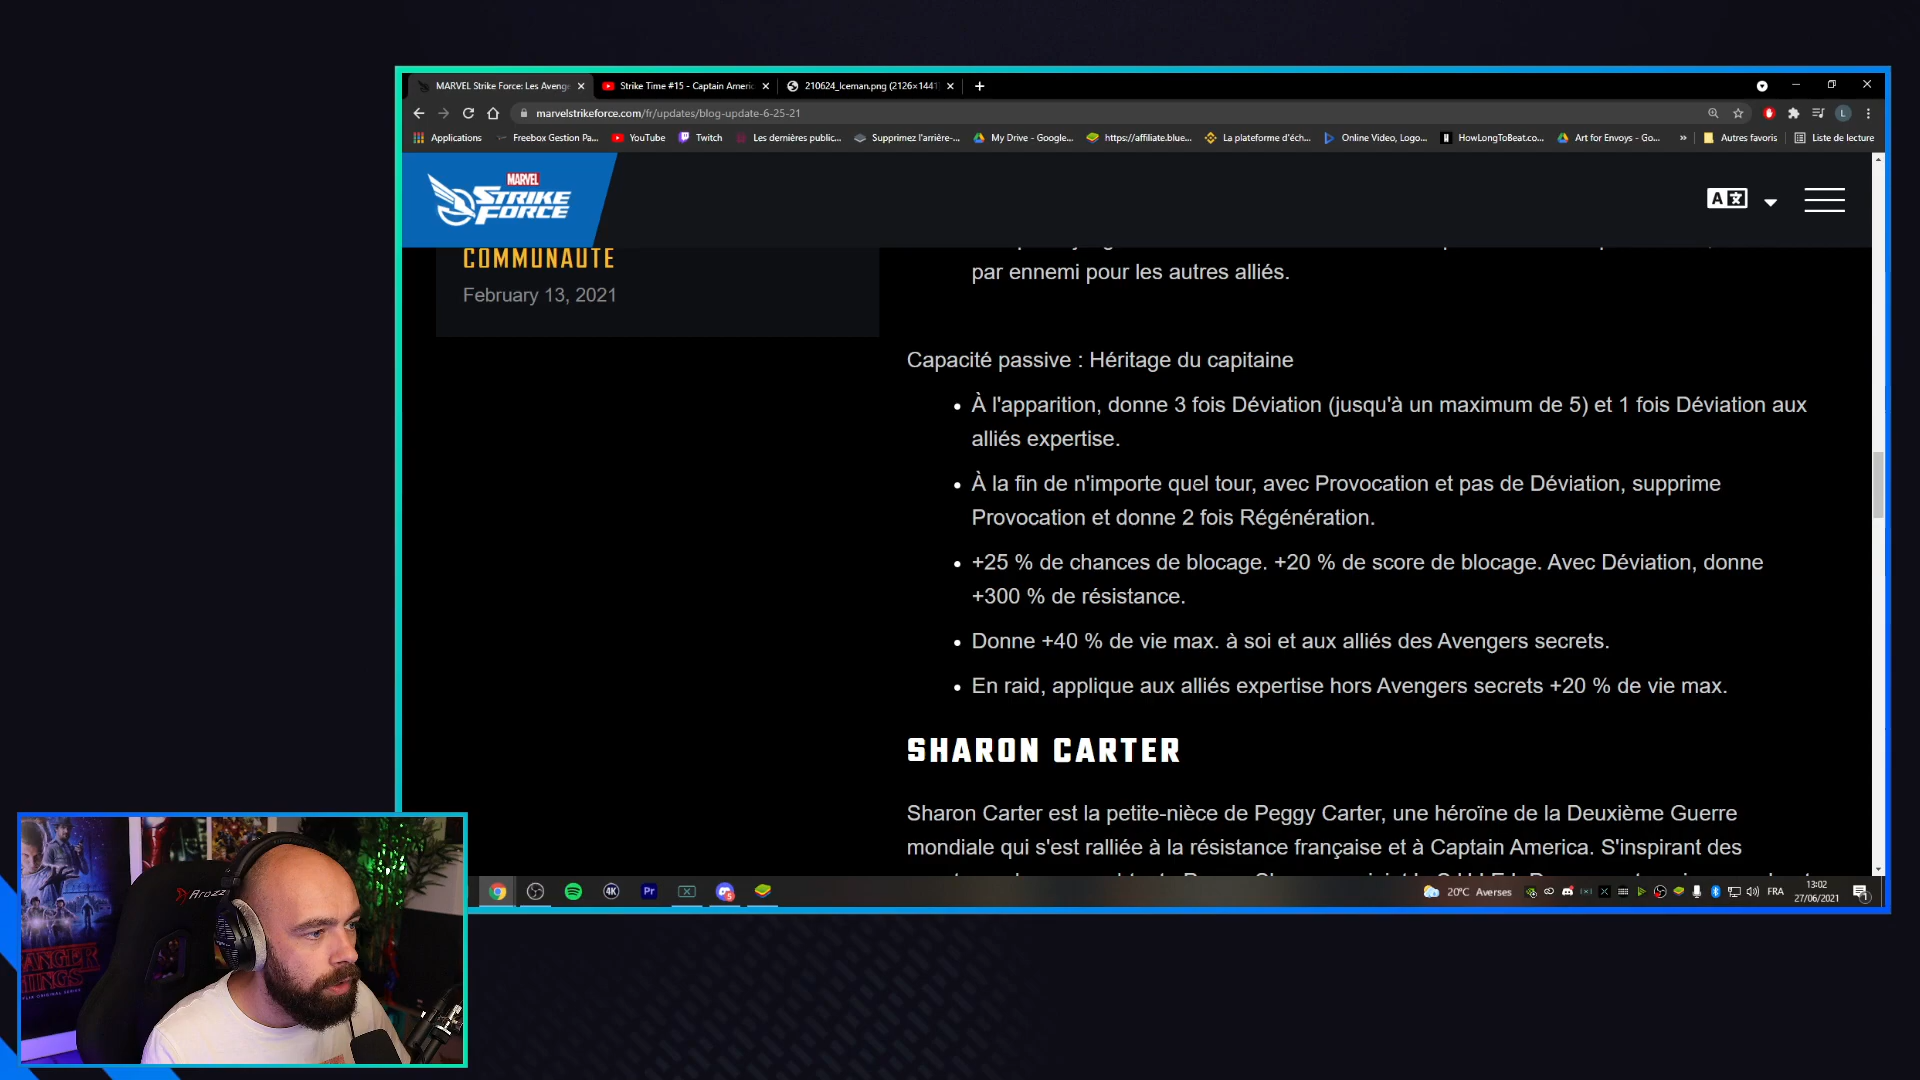 MARVEL Strike Force: Les Avenge
Strike Time #15 - Captain Americ
210624_Iceman.png (2126×1441)
marvelstrikeforce.com/fr/updates/blog-update-6-25-21
Applications
Freebox Gestion Pa...
YouTube
Twitch
Les dernières public...
Supprimez l'arrière-...
My Drive - Google...
https://affiliate.blue...
La plateforme d'éch...
Online Video, Logo...
HowLongToBeat.co...
Art for Envoys - Go...
»
Autres favoris
Liste de lecture
MARVEL
STRIKE
FORCE
A
COMMUNAUTÉ
February 13, 2021
par ennemi pour les autres alliés.
Capacité passive : Héritage du capitaine
• À l'apparition, donne 3 fois Déviation (jusqu'à un maximum de 5) et 1 fois Déviation aux
alliés expertise.
• À la fin de n'importe quel tour, avec Provocation et pas de Déviation, supprime
Provocation et donne 2 fois Régénération.
• +25 % de chances de blocage. +20 % de score de blocage. Avec Déviation, donne
+300 % de résistance.
• Donne +40 % de vie max. à soi et aux alliés des Avengers secrets.
• En raid, applique aux alliés expertise hors Avengers secrets +20 % de vie max.
SHARON CARTER
Sharon Carter est la petite-nièce de Peggy Carter, une héroïne de la Deuxième Guerre
mondiale qui s'est ralliée à la résistance française et à Captain America. S'inspirant des
4K
Pr
20°C Averses
FRA
13:02
27/06/2021
Arozzi
ANGER
HINGS